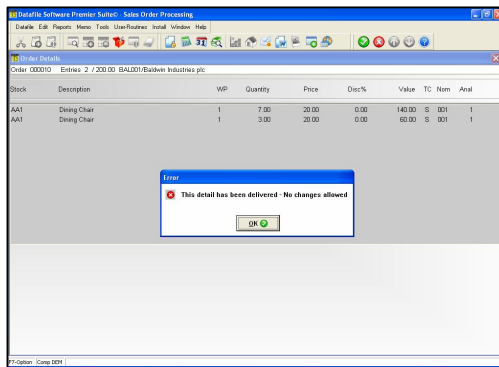 Datafile Software Premier Suite© - Sales Order Processing
Datafile Edit Reports Memo Tools User-Routines Install Window Help
Order Details
Order 000010 Entries 2 / 200.00 BAL001/Baldwin Industries plc
Stock Description WP Quantity Price Disc% Value TC Nom Anal
AA1 Dining Chair 1 7.00 20.00 0.00 140.00 S 001 1
AA1 Dining Chair 1 3.00 20.00 0.00 60.00 S 001 1
Error
This detail has been delivered - No changes allowed
OK
F7-Option Comp DEM